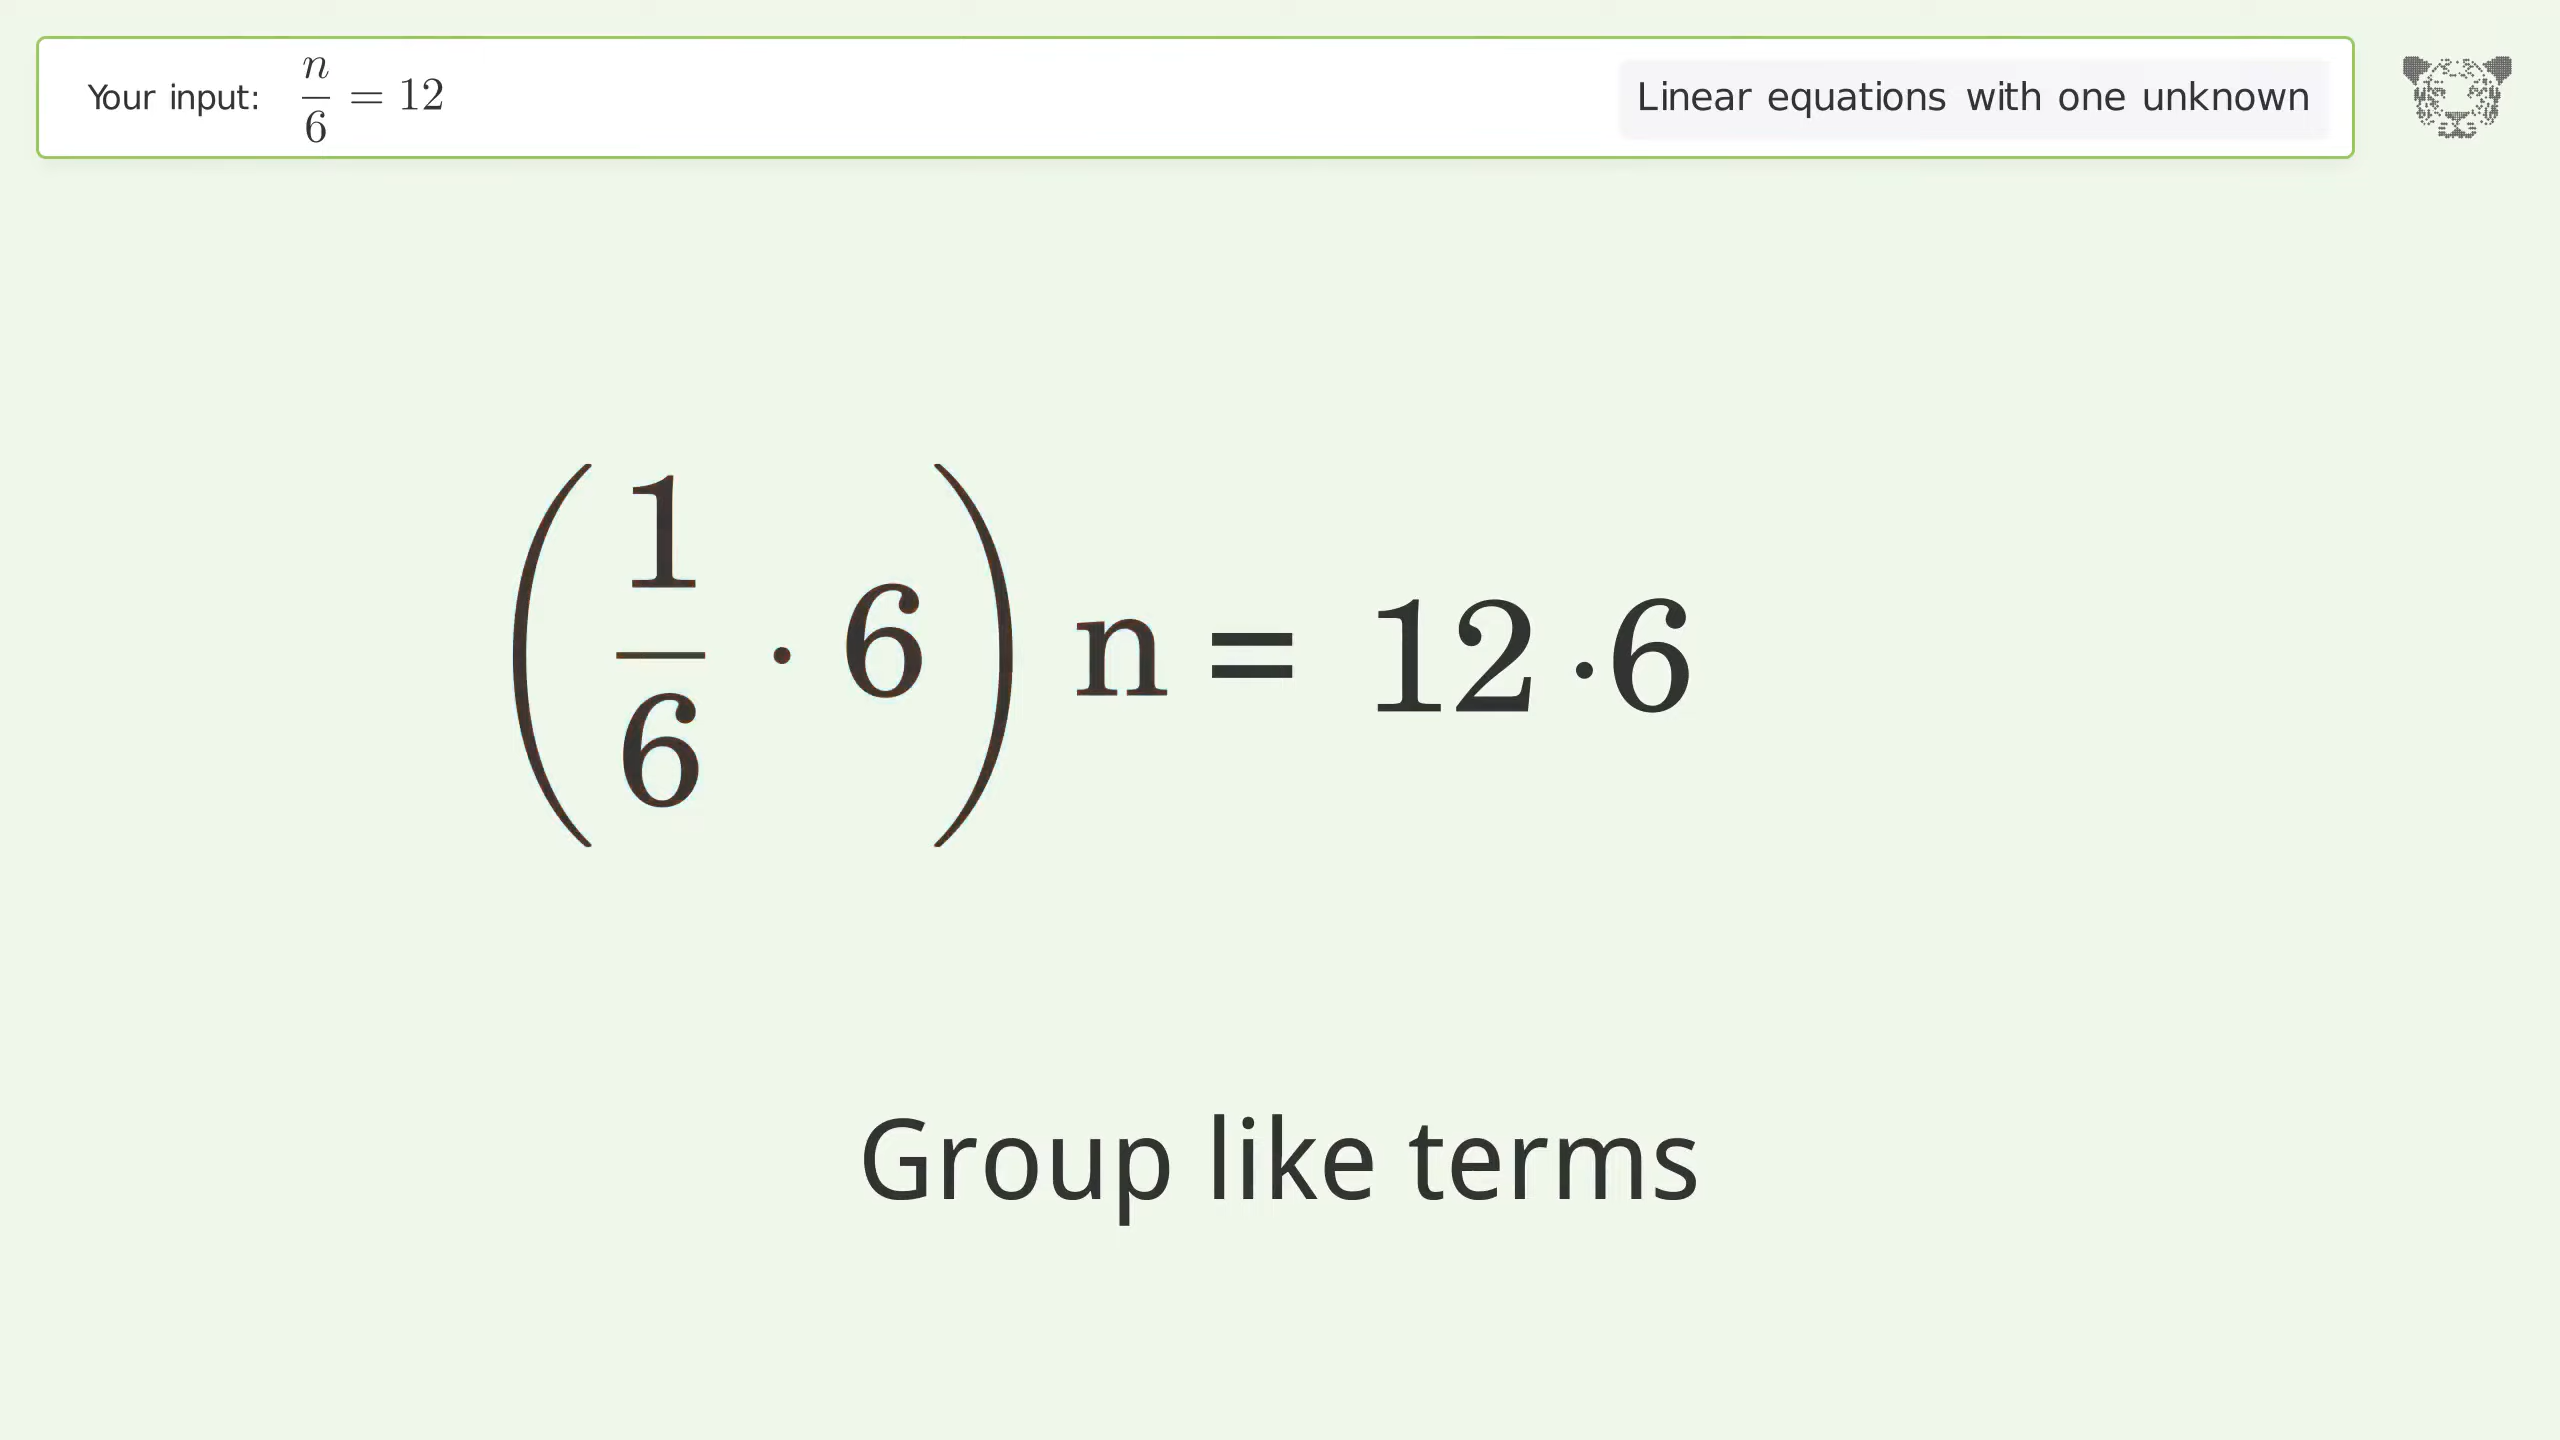 Your input: n/6 = 12
Linear equations with one unknown
(1/6 · 6) n = 12 · 6
Group like terms